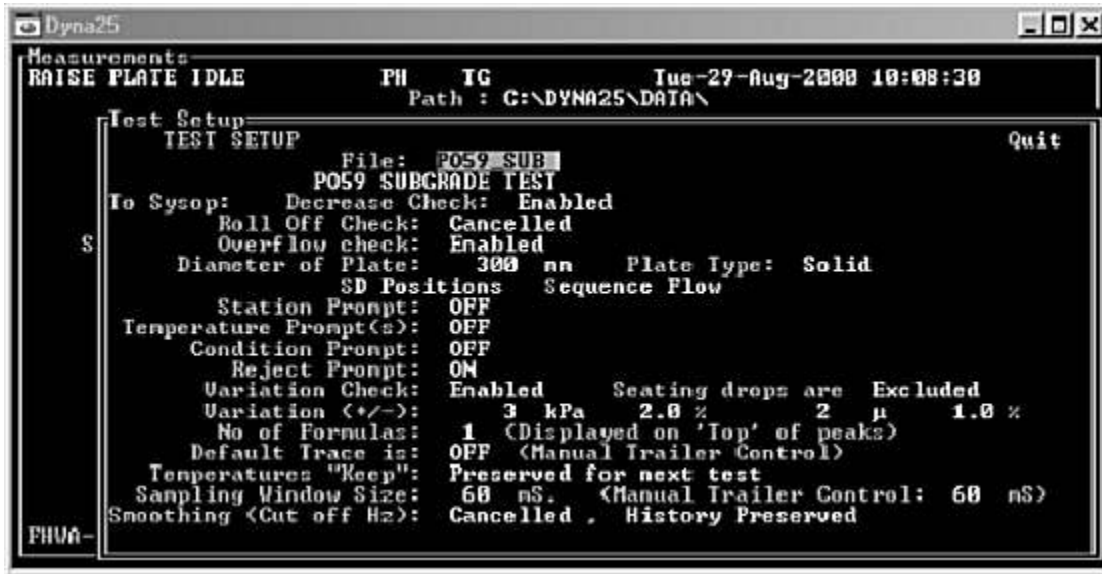 Dyna25
Measurements
RAISE PLATE IDLE PH TG Tue-29-Aug-2000 10:08:30
Path : C:\DYNA25\DATA\
Test Setup
TEST SETUP Quit
File: PO59_SUB
PO59 SUBGRADE TEST
To Sysop: Decrease Check: Enabled
Roll Off Check: Cancelled
S Overflow check: Enabled
Diameter of Plate: 300 mm Plate Type: Solid
SD Positions Sequence Flow
Station Prompt: OFF
Temperature Prompt(s): OFF
Condition Prompt: OFF
Reject Prompt: ON
Variation Check: Enabled Seating drops are Excluded
Variation (+/-): 3 kPa 2.0 % 2 µ 1.0 %
No of Formulas: 1 (Displayed on 'Top' of peaks)
Default Trace is: OFF (Manual Trailer Control)
Temperatures "Keep": Preserved for next test
Sampling Window Size: 60 mS. (Manual Trailer Control: 60 mS)
Smoothing (Cut off Hz): Cancelled , History Preserved
FHWA-